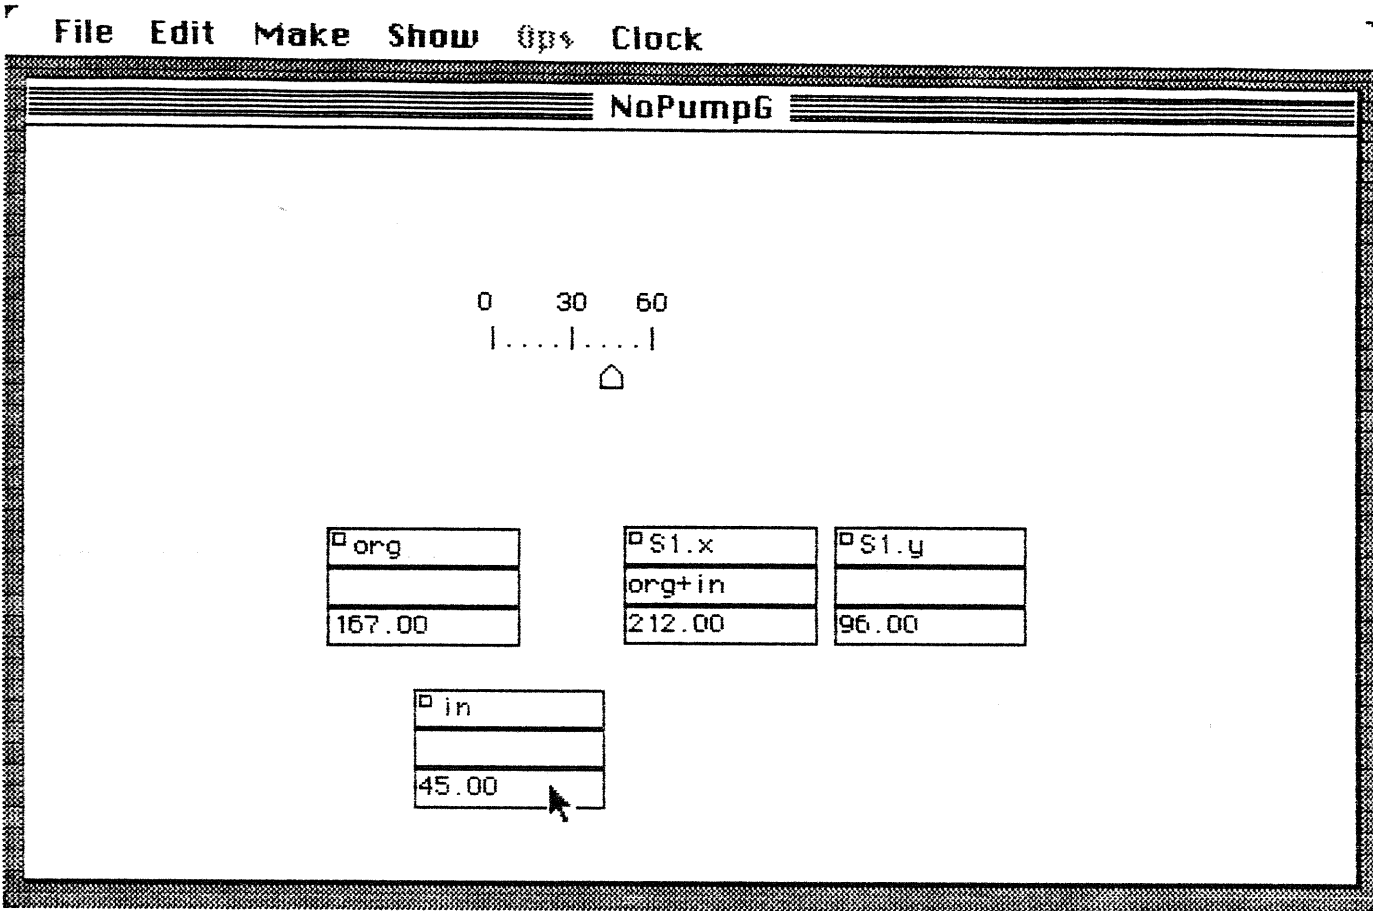 File Edit Make Show Ops Clock
NoPumpG
0 30 60
|....|....|
org
S1.x
S1.y
org+in
167.00
212.00
96.00
in
45.00